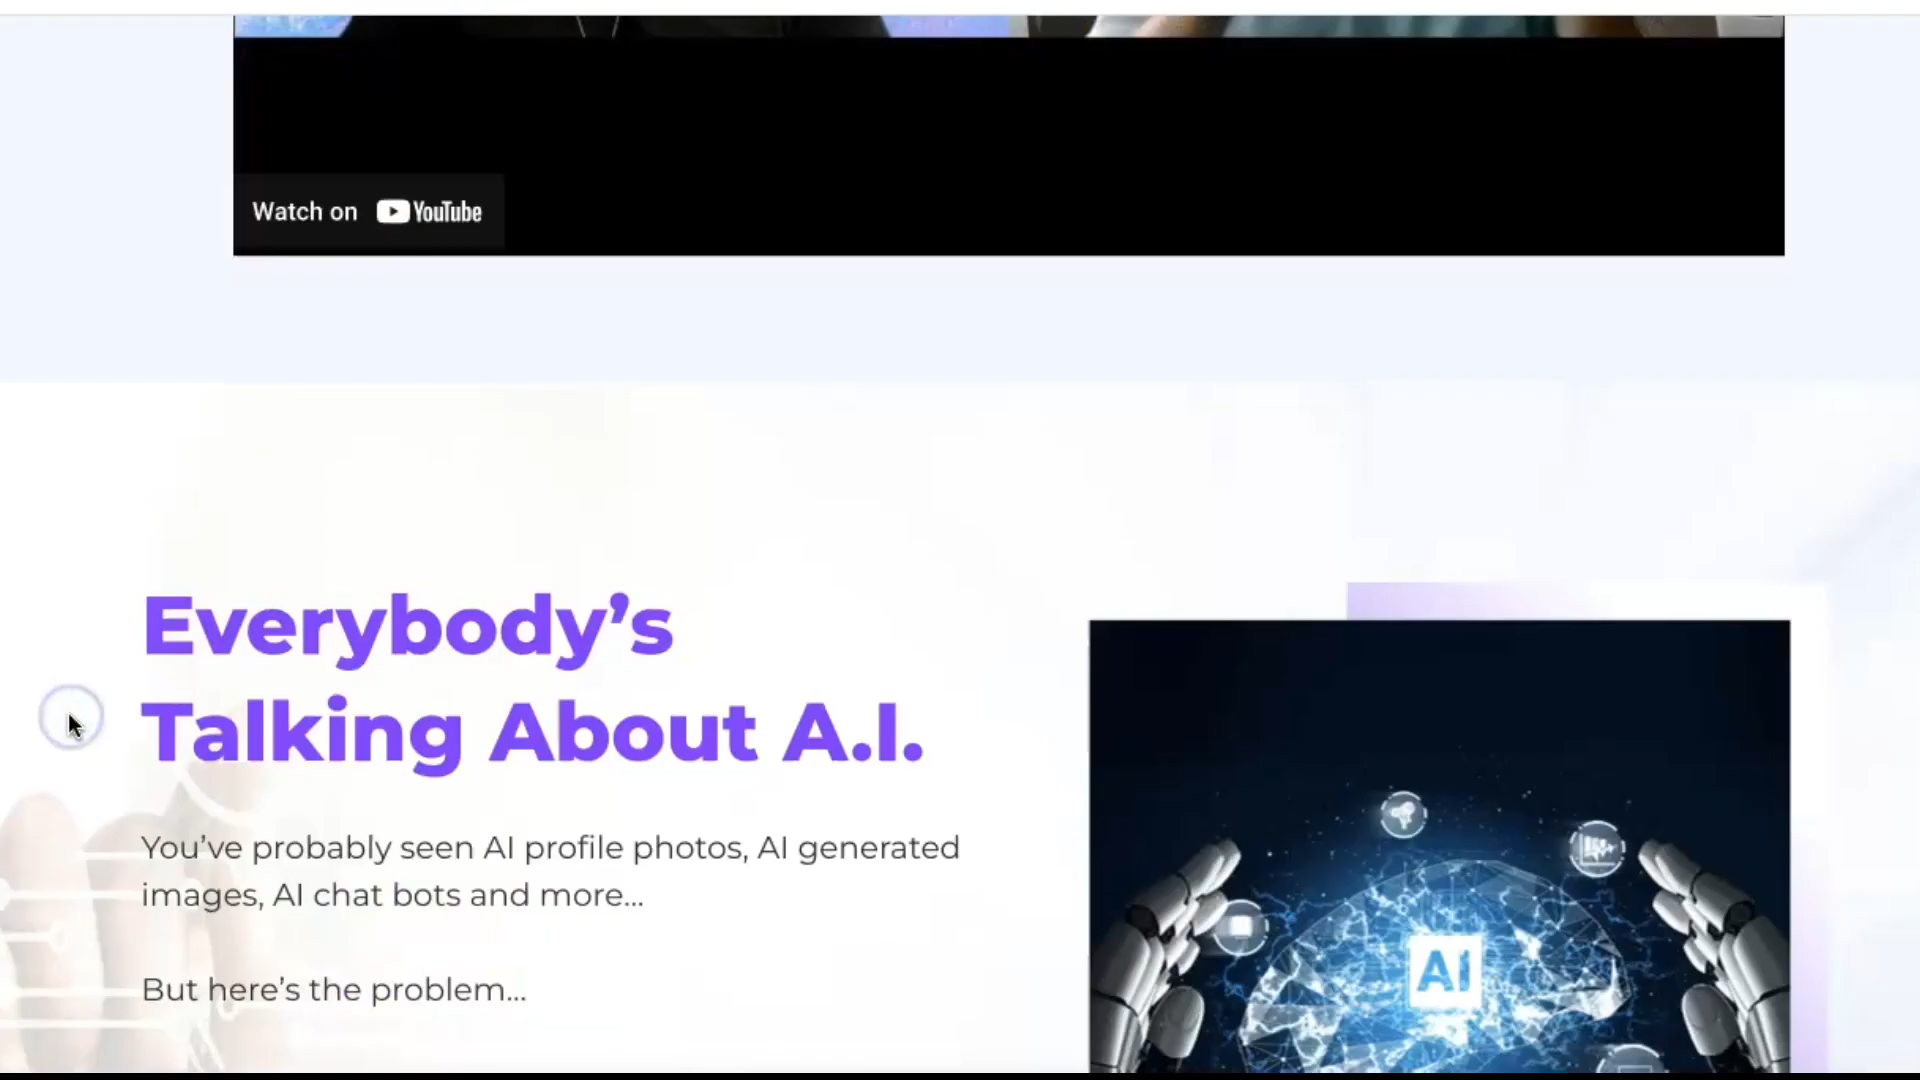 Watch on YouTube
Everybody’s
Talking About A.I.
You’ve probably seen AI profile photos, AI generated
images, AI chat bots and more...
But here’s the problem...
AI